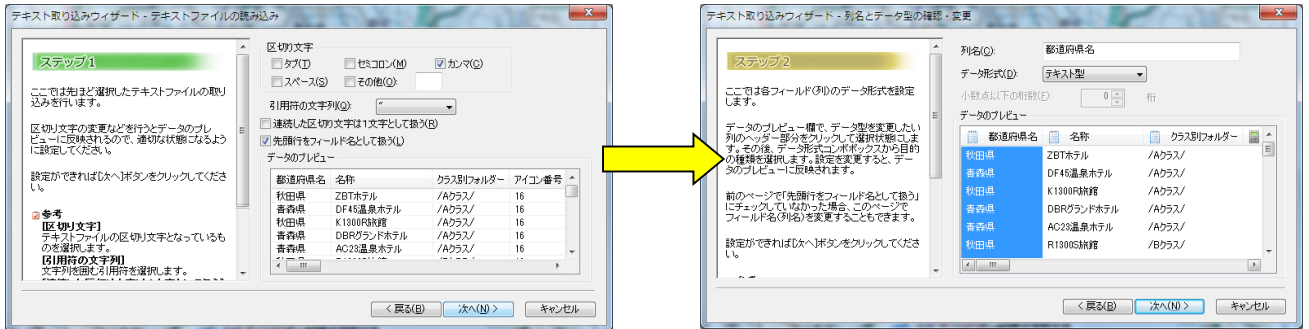 テキスト取り込みウィザード - テキストファイルの読み込み
ステップ1
ここでは先ほど選択したテキストファイルの取り
込みを行います。
区切り文字の変更などを行うとデータのプレ
ビューに反映されるので、適切な状態になるよう
に設定してください。
設定ができれば[次へ]ボタンをクリックしてくださ
い。
参考
[区切り文字]
テキストファイルの区切り文字となっているも
のを選択します。
[引用符の文字列]
文字列を囲む引用符を選択します。
区切り文字
タブ(T) セミコロン(M) カンマ(C)
スペース(S) その他(O):
引用符の文字列(Q): "
連続した区切り文字は1文字として扱う(R)
先頭行をフィールド名として扱う(L)
データのプレビュー
都道府県名 名称 クラス別フォルダー アイコン番号
秋田県 ZBTホテル /Aクラス/ 16
青森県 DF45温泉ホテル /Aクラス/ 16
秋田県 K1300R旅館 /Aクラス/ 16
青森県 DBRグランドホテル /Aクラス/ 16
青森県 AC23温泉ホテル /Aクラス/ 16
< 戻る(B) 次へ(N) > キャンセル
テキスト取り込みウィザード - 列名とデータ型の確認・変更
ステップ2
ここでは各フィールド(列)のデータ形式を設定
します。
データのプレビュー欄で、データ型を変更したい
列のヘッダー部分をクリックして選択状態にしま
す。その後、データ形式コンボボックスから目的
の種類を選択します。設定を変更すると、デー
タのプレビューに反映されます。
前のページで「先頭行をフィールド名として扱う」
にチェックしていなかった場合、このページで
フィールド名(列名)を変更することもできます。
設定ができれば[次へ]ボタンをクリックしてくださ
い。
列名(C): 都道府県名
データ形式(D): テキスト型
小数点以下の桁数(F): 0 桁
データのプレビュー
都道府県名 名称 クラス別フォルダー
秋田県 ZBTホテル /Aクラス/
青森県 DF45温泉ホテル /Aクラス/
秋田県 K1300R旅館 /Aクラス/
青森県 DBRグランドホテル /Aクラス/
青森県 AC23温泉ホテル /Aクラス/
秋田県 R1300S旅館 /Bクラス/
< 戻る(B) 次へ(N) > キャンセル